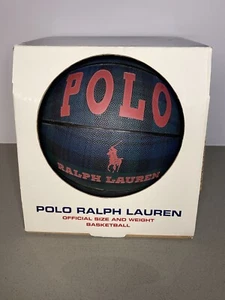 POLO
RALPH LAUREN
POLO RALPH LAUREN
OFFICIAL SIZE AND WEIGHT
BASKETBALL